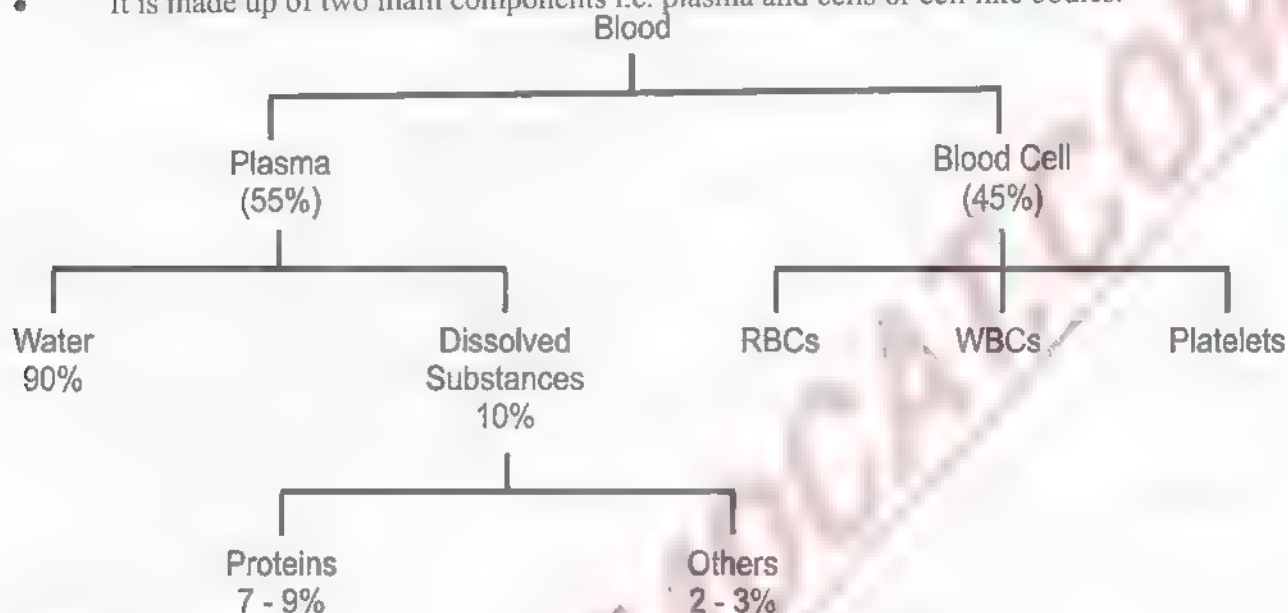 • It is made up of two main components i.e. plasma and cells or cell like bodies.
Blood
Plasma
(55%)
Blood Cell
(45%)
Water
90%
Dissolved
Substances
10%
RBCs
WBCs
Platelets
Proteins
7 - 9%
Others
2 - 3%